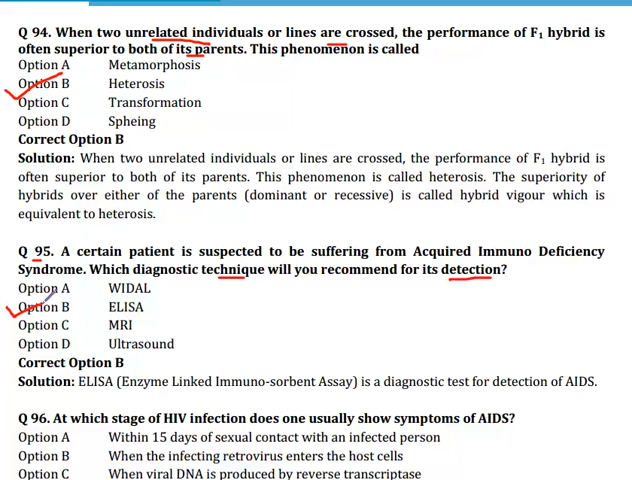 Q 94. When two unrelated individuals or lines are crossed, the performance of F₁ hybrid is
often superior to both of its parents. This phenomenon is called
Option A Metamorphosis
Option B Heterosis
Option C Transformation
Option D Spheing
Correct Option B
Solution: When two unrelated individuals or lines are crossed, the performance of F₁ hybrid is
often superior to both of its parents. This phenomenon is called heterosis. The superiority of
hybrids over either of the parents (dominant or recessive) is called hybrid vigour which is
equivalent to heterosis.
Q 95. A certain patient is suspected to be suffering from Acquired Immuno Deficiency
Syndrome. Which diagnostic technique will you recommend for its detection?
Option A WIDAL
Option B ELISA
Option C MRI
Option D Ultrasound
Correct Option B
Solution: ELISA (Enzyme Linked Immuno-sorbent Assay) is a diagnostic test for detection of AIDS.
Q 96. At which stage of HIV infection does one usually show symptoms of AIDS?
Option A Within 15 days of sexual contact with an infected person
Option B When the infecting retrovirus enters the host cells
Option C When viral DNA is produced by reverse transcriptase